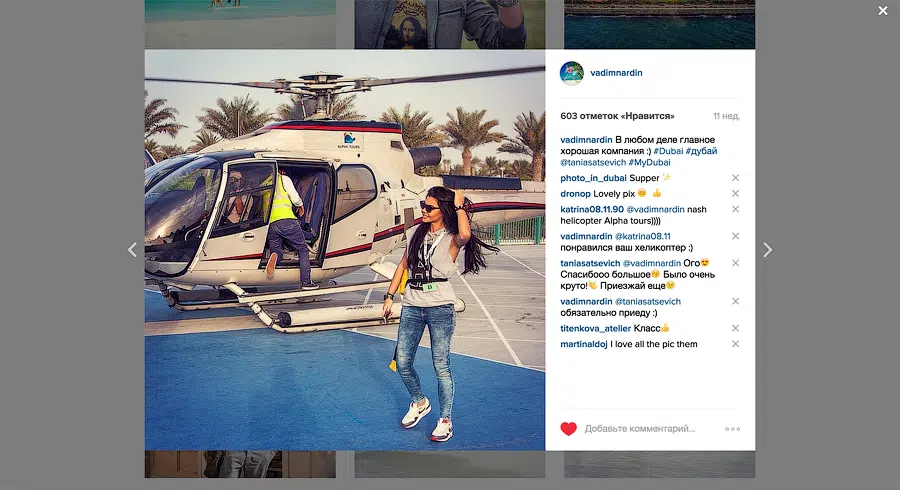 ALPHA TOURS
vadimnardin
603 отметок «Нравится» 11 нед.
vadimnardin В любом деле главное
хорошая компания :) #Dubai #дубай
@taniasatsevich #MyDubai
photo_in_dubai Supper ✨
dronop Lovely pix 😊 👍
katrina08.11.90 @vadimnardin nash
helicopter Alpha tours))))
vadimnardin @katrina08.11
понравился ваш хеликоптер :)
taniasatsevich @vadimnardin Ого😍
Спасибооо большое😚 Было очень
круто!👏 Приезжай еще😉
vadimnardin @taniasatsevich
обязательно приеду :)
titenkova_atelier Класс👍
martinaldoj I love all the pic them
Добавьте комментарий...